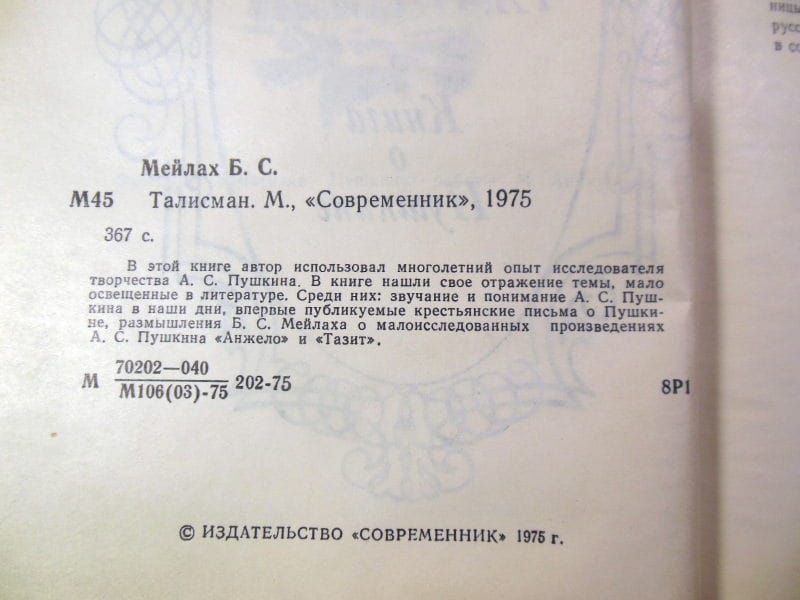 Мейлах Б. С.
М45 Талисман. М., «Современник», 1975
367 с.
В этой книге автор использовал многолетний опыт исследователя
творчества А. С. Пушкина. В книге нашли свое отражение темы, мало
освещенные в литературе. Среди них: звучание и понимание А. С. Пуш-
кина в наши дни, впервые публикуемые крестьянские письма о Пушки-
не, размышления Б. С. Мейлаха о малоисследованных произведениях
А. С. Пушкина «Анжело» и «Тазит».
70202—040
М 202-75 8Р1
М106(03)-75
© ИЗДАТЕЛЬСТВО «СОВРЕМЕННИК» 1975 г.
Книга
о
Пушкине